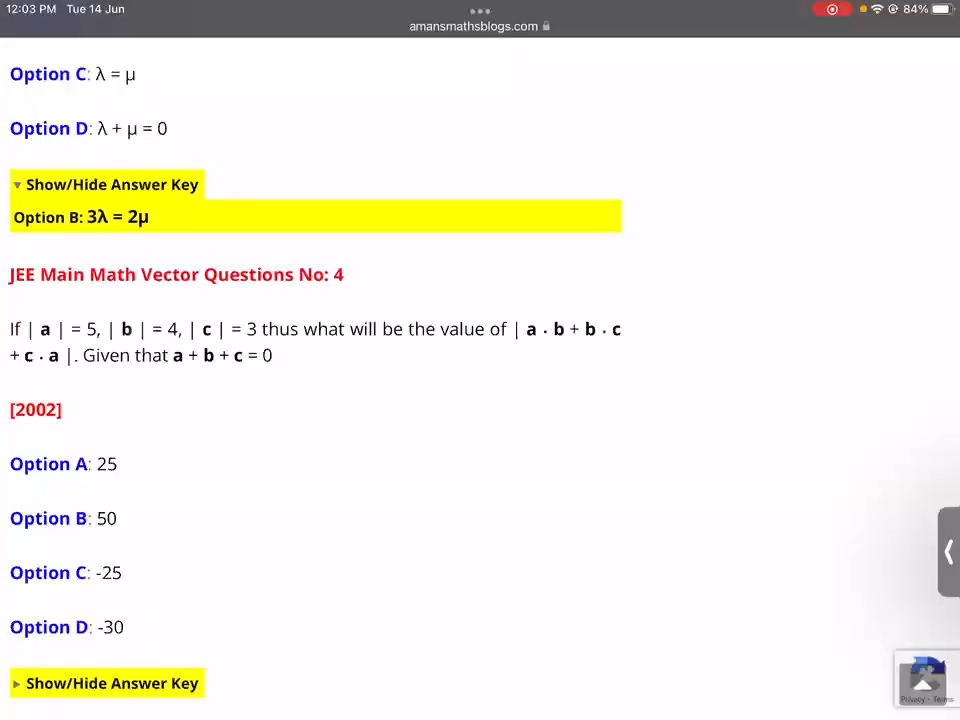 12:03 PM Tue 14 Jun
84%
amansmathsblogs.com
Option C: λ = μ
Option D: λ + μ = 0
▾ Show/Hide Answer Key
Option B: 3λ = 2μ
JEE Main Math Vector Questions No: 4
If | a | = 5, | b | = 4, | c | = 3 thus what will be the value of | a · b + b · c
+ c · a |. Given that a + b + c = 0
[2002]
Option A: 25
Option B: 50
Option C: -25
Option D: -30
▸ Show/Hide Answer Key
Privacy - Terms